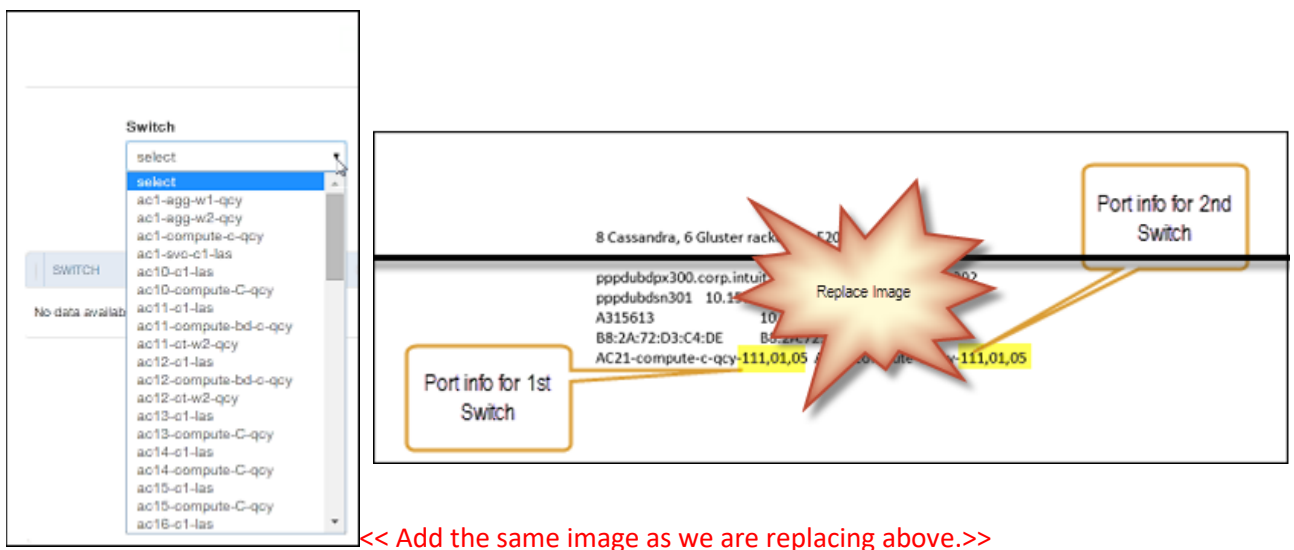 Switch
select
select
ac1-agg-w1-qcy
ac1-agg-w2-qcy
ac1-compute-c-qcy
ac1-svc-c1-las
ac10-c1-las
ac10-compute-C-qcy
ac11-c1-las
ac11-compute-bd-c-qcy
ac11-ct-w2-qcy
ac12-c1-las
ac12-compute-bd-c-qcy
ac12-ct-w2-qcy
ac13-c1-las
ac13-compute-C-qcy
ac14-c1-las
ac14-compute-C-qcy
ac15-c1-las
ac15-compute-C-qcy
ac16-c1-las
SWITCH
No data availab
8 Cassandra, 6 Gluster rack
pppdubdpx300.corp.intuit
pppdubdsn301 10.15
A315613 10
B8:2A:72:D3:C4:DE B8:2A:72
AC21-compute-c-qcy-111,01,05 -111,01,05
Replace Image
Port info for 1st
Switch
Port info for 2nd
Switch
<< Add the same image as we are replacing above.>>